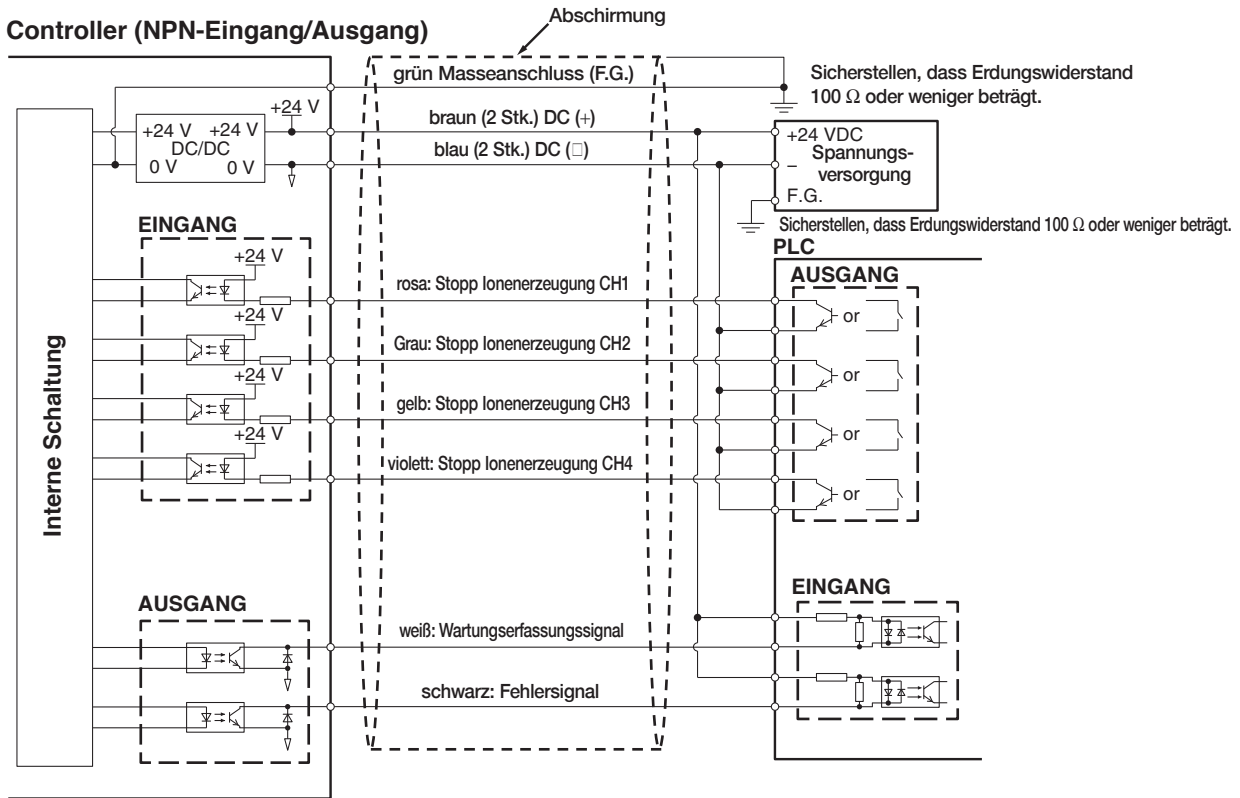 Abschirmung
Controller (NPN-Eingang/Ausgang)
grün Masseanschluss (F.G.)
Sicherstellen, dass Erdungswiderstand
100 Ω oder weniger beträgt.
+24 V
braun (2 Stk.) DC (+)
+24 V +24 V
DC/DC
0 V 0 V
blau (2 Stk.) DC (□)
+24 VDC
Spannungs-
versorgung
–
F.G.
Sicherstellen, dass Erdungswiderstand 100 Ω oder weniger beträgt.
EINGANG
PLC
AUSGANG
+24 V
rosa: Stopp Ionenerzeugung CH1
or
+24 V
Grau: Stopp Ionenerzeugung CH2
or
+24 V
gelb: Stopp Ionenerzeugung CH3
or
+24 V
violett: Stopp Ionenerzeugung CH4
or
Interne Schaltung
AUSGANG
EINGANG
weiß: Wartungserfassungssignal
schwarz: Fehlersignal